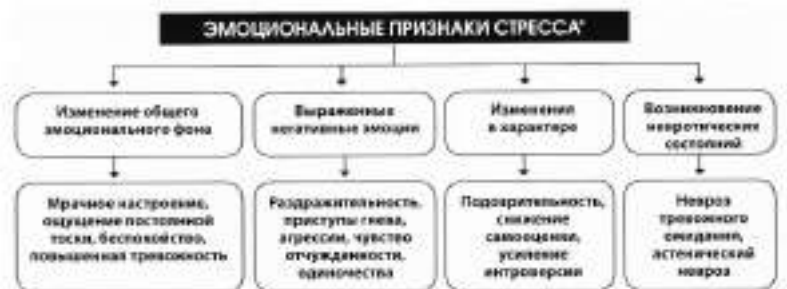 ЭМОЦИОНАЛЬНЫЕ ПРИЗНАКИ СТРЕССА*
Изменение общего
эмоционального фона
Выраженные
негативные эмоции
Изменения
в характере
Возникновение
невротических
состояний
Мрачное настроение,
ощущение постоянной
тоски, беспокойство,
повышенная тревожность
Раздражительность,
приступы гнева,
агрессии, чувство
отчужденности,
одиночества
Подозрительность,
снижение
самооценки,
усиление
интроверсии
Невроз
тревожного
ожидания,
астенический
невроз